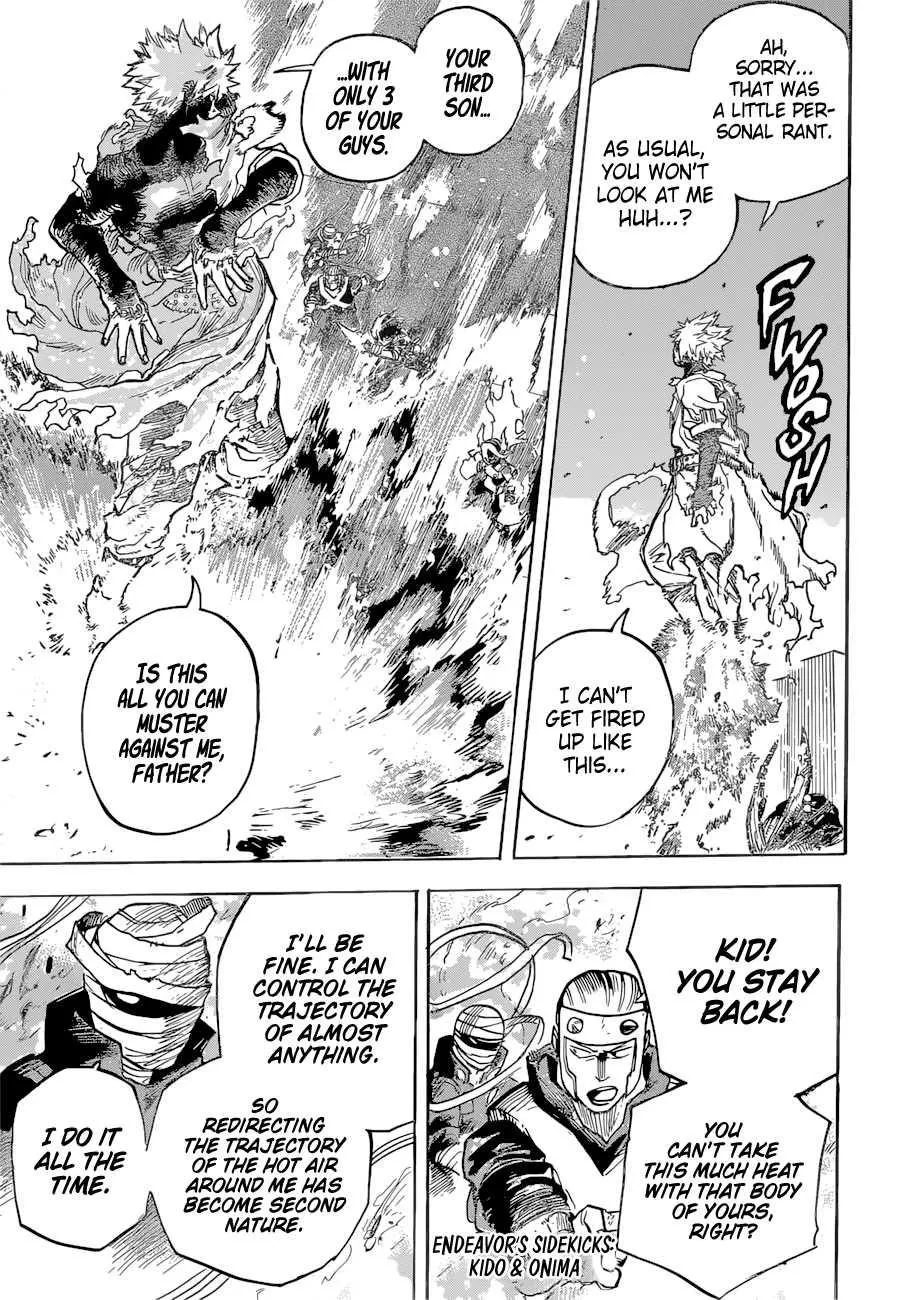 AH,
SORRY...
THAT WAS
A LITTLE PER-
SONAL RANT.
AS USUAL,
YOU WON'T
LOOK AT ME
HUH...?
FWOSH
I CAN'T
GET FIRED
UP LIKE
THIS...
YOUR
THIRD
SON...
...WITH
ONLY 3
OF YOUR
GUYS.
IS THIS
ALL YOU CAN
MUSTER
AGAINST ME,
FATHER?
KID!
YOU STAY
BACK!
YOU
CAN'T TAKE
THIS MUCH HEAT
WITH THAT BODY
OF YOURS,
RIGHT?
ENDEAVOR'S SIDEKICKS:
KIDO & ONIMA
I'LL BE
FINE. I CAN
CONTROL THE
TRAJECTORY
OF ALMOST
ANYTHING.
SO
REDIRECTING
THE TRAJECTORY
OF THE HOT AIR
AROUND ME HAS
BECOME SECOND
NATURE.
I DO IT
ALL THE
TIME.